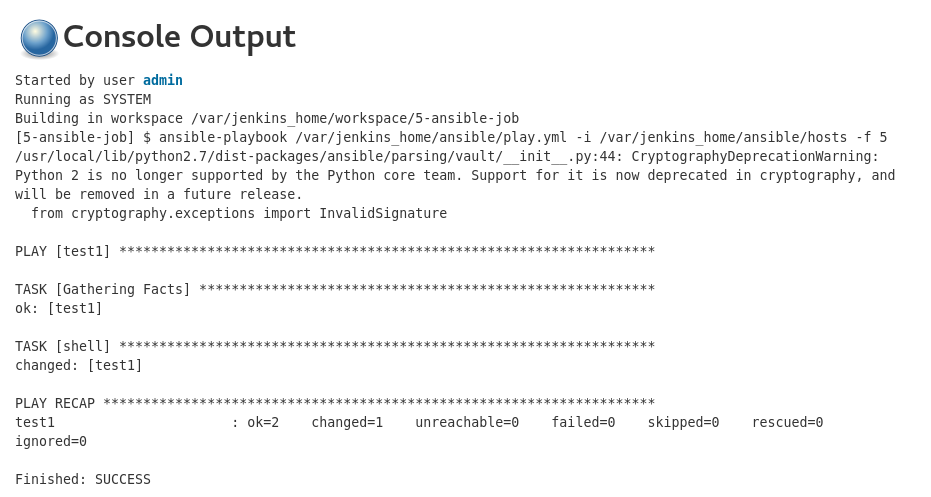 Console Output
Started by user admin
Running as SYSTEM
Building in workspace /var/jenkins_home/workspace/5-ansible-job
[5-ansible-job] $ ansible-playbook /var/jenkins_home/ansible/play.yml -i /var/jenkins_home/ansible/hosts -f 5
/usr/local/lib/python2.7/dist-packages/ansible/parsing/vault/__init__.py:44: CryptographyDeprecationWarning:
Python 2 is no longer supported by the Python core team. Support for it is now deprecated in cryptography, and
will be removed in a future release.
  from cryptography.exceptions import InvalidSignature

PLAY [test1] *******************************************************************

TASK [Gathering Facts] *********************************************************
ok: [test1]

TASK [shell] *******************************************************************
changed: [test1]

PLAY RECAP *********************************************************************
test1                      : ok=2    changed=1    unreachable=0    failed=0    skipped=0    rescued=0
ignored=0

Finished: SUCCESS